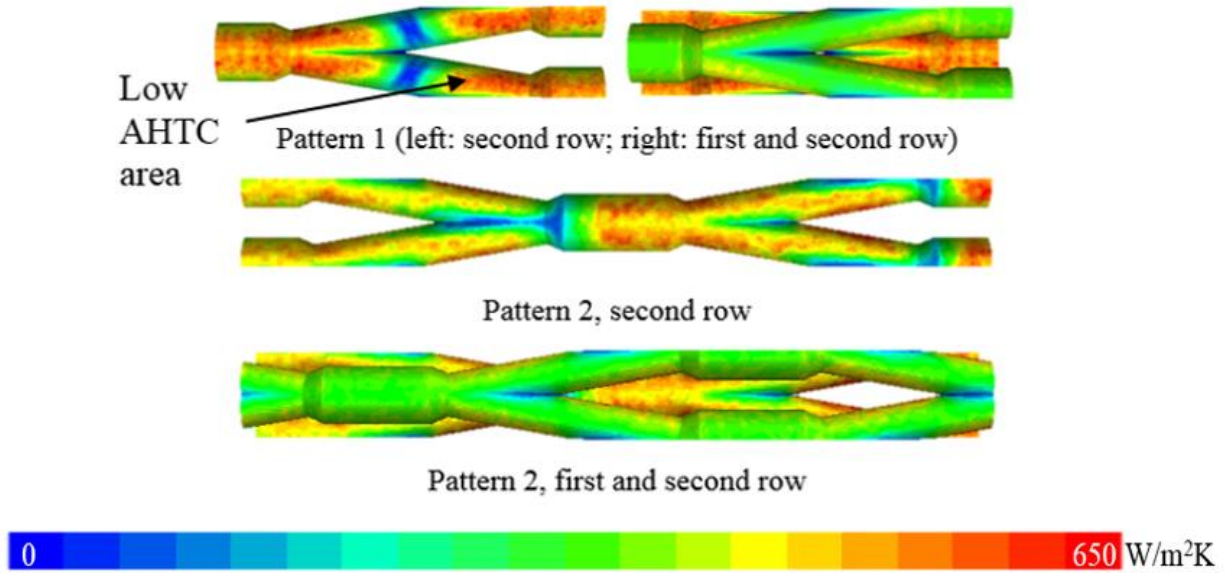 Low
AHTC
area
Pattern 1 (left: second row; right: first and second row)
Pattern 2, second row
Pattern 2, first and second row
0 650 W/m²K